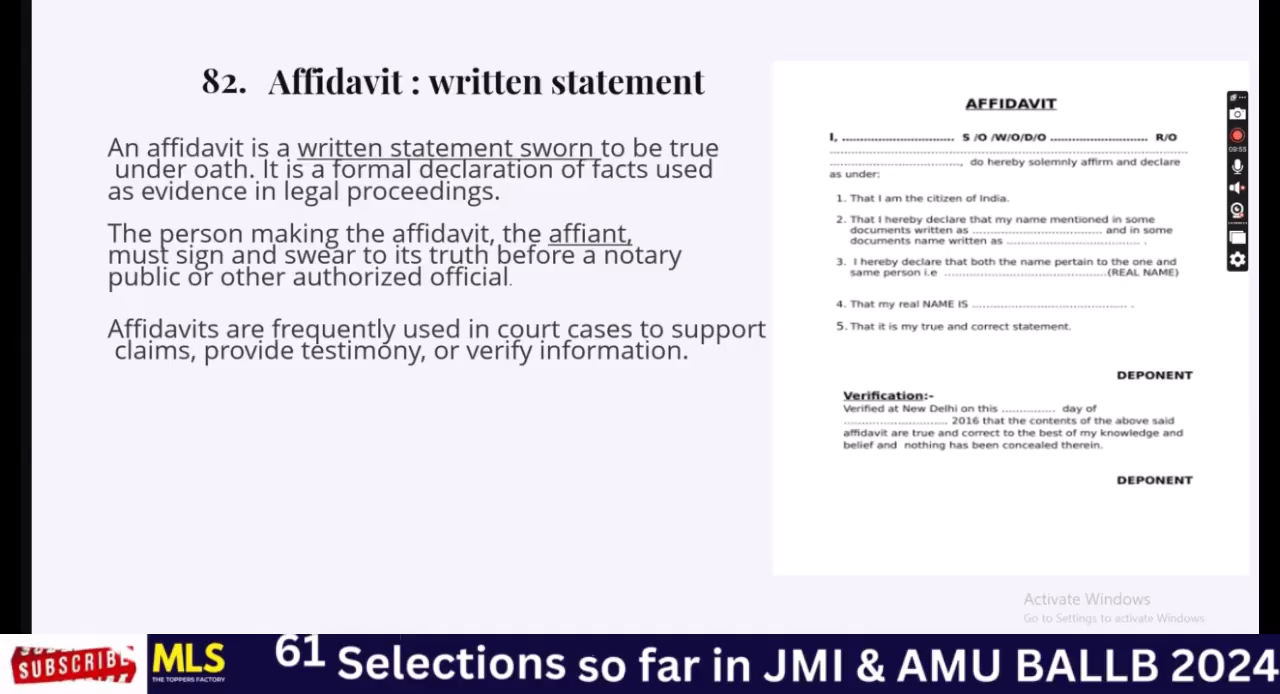 82. Affidavit : written statement
An affidavit is a written statement sworn to be true
under oath. It is a formal declaration of facts used
as evidence in legal proceedings.
The person making the affidavit, the affiant,
must sign and swear to its truth before a notary
public or other authorized official.
Affidavits are frequently used in court cases to support
claims, provide testimony, or verify information.
AFFIDAVIT
I, ................................ S /O /W/O/D/O ............................ R/O
................................................................................
..................................., do hereby solemnly affirm and declare
as under:
1. That I am the citizen of India.
2. That I hereby declare that my name mentioned in some
documents written as .................................... and in some
documents name written as ..................................... .
3. I hereby declare that both the name pertain to the one and
same person i.e .............................................(REAL NAME)
4. That my real NAME IS ........................................... .
5. That it is my true and correct statement.
DEPONENT
Verification:-
Verified at New Delhi on this ............... day of
............................. 2016 that the contents of the above said
affidavit are true and correct to the best of my knowledge and
belief and nothing has been concealed therein.
DEPONENT
09:55
Activate Windows
Go to Settings to activate Windows
SUBSCRIBE
MLS
THE TOPPERS FACTORY
61 Selections so far in JMI & AMU BALLB 2024